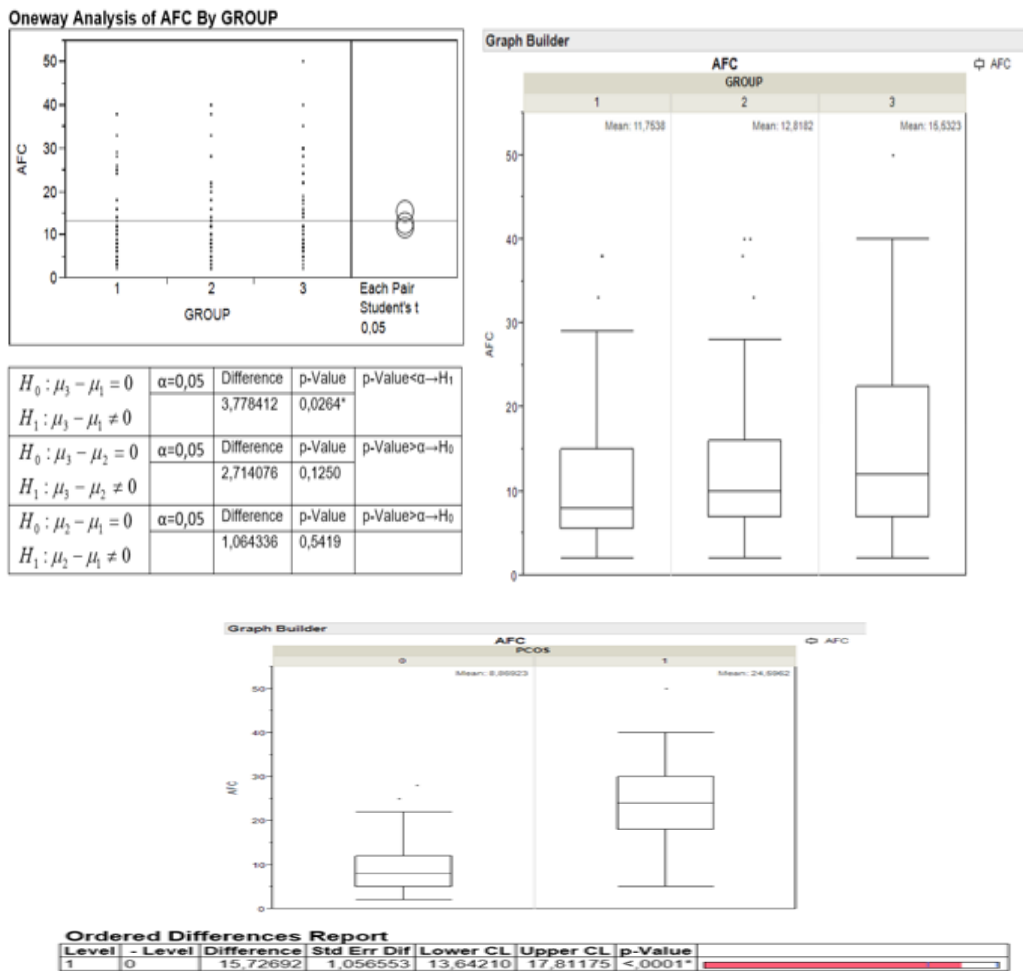 Oneway Analysis of AFC By GROUP
50
40
30
20
10
0
AFC
1 2 3
GROUP
Each Pair
Student's t
0,05
Graph Builder
AFC
AFC
GROUP
1 2 3
Mean: 11,7538 Mean: 12,8182 Mean: 15,5323
50
40
30
20
10
0
AFC
H₀ : μ₃ − μ₁ = 0 α=0,05 Difference p-Value p-Value<α→H₁
H₁ : μ₃ − μ₁ ≠ 0 3,778412 0,0264*
H₀ : μ₃ − μ₂ = 0 α=0,05 Difference p-Value p-Value>α→H₀
H₁ : μ₃ − μ₂ ≠ 0 2,714076 0,1250
H₀ : μ₂ − μ₁ = 0 α=0,05 Difference p-Value p-Value>α→H₀
H₁ : μ₂ − μ₁ ≠ 0 1,064336 0,5419
Graph Builder
AFC
AFC
PCOS
0 1
Mean: Mean:
50
40
30
20
10
0
AFC
Ordered Differences Report
Level - Level Difference Std Err Dif Lower CL Upper CL p-Value
1 0 15,72692 1,056553 13,64210 17,81175 <,0001*